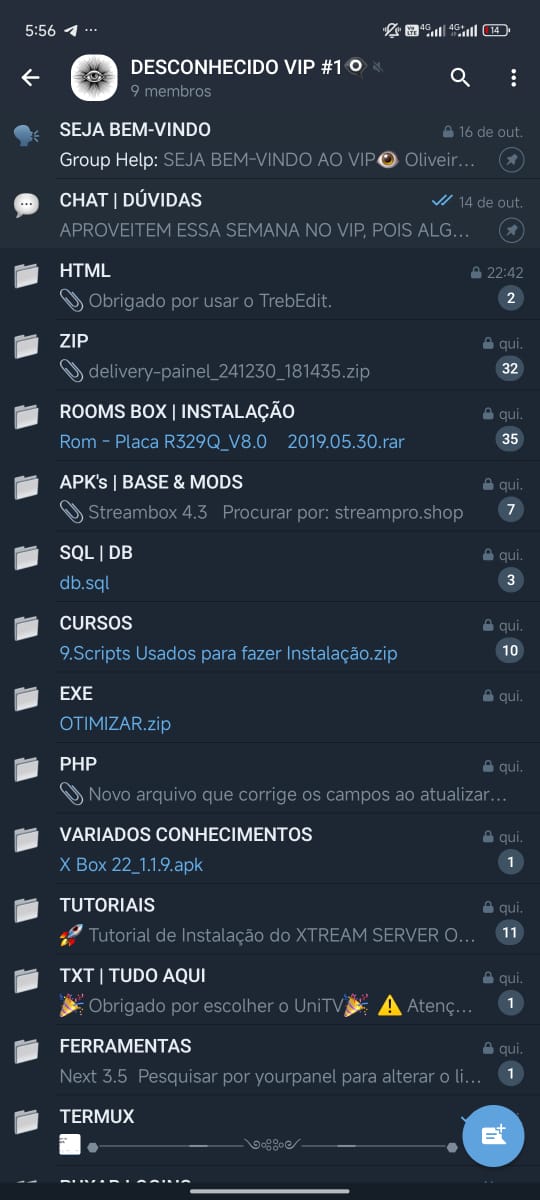 5:56
4G 4G+ 14
DESCONHECIDO VIP #1
9 membros
SEJA BEM-VINDO
16 de out.
Group Help: SEJA BEM-VINDO AO VIP👁 Oliveir...
CHAT | DÚVIDAS
14 de out.
APROVEITEM ESSA SEMANA NO VIP, POIS ALG...
HTML
22:42
Obrigado por usar o TrebEdit.
2
ZIP
qui.
delivery-painel_241230_181435.zip
32
ROOMS BOX | INSTALAÇÃO
qui.
Rom - Placa R329Q_V8.0 2019.05.30.rar
35
APK's | BASE & MODS
qui.
Streambox 4.3 Procurar por: streampro.shop
7
SQL | DB
qui.
db.sql
3
CURSOS
qui.
9.Scripts Usados para fazer Instalação.zip
10
EXE
qui.
OTIMIZAR.zip
PHP
qui.
Novo arquivo que corrige os campos ao atualizar...
VARIADOS CONHECIMENTOS
qui.
X Box 22_1.1.9.apk
1
TUTORIAIS
qui.
🚀 Tutorial de Instalação do XTREAM SERVER O...
11
TXT | TUDO AQUI
qui.
🎉 Obrigado por escolher o UniTV🎉 ⚠️ Atenç...
1
FERRAMENTAS
qui.
Next 3.5 Pesquisar por yourpanel para alterar o li...
1
TERMUX